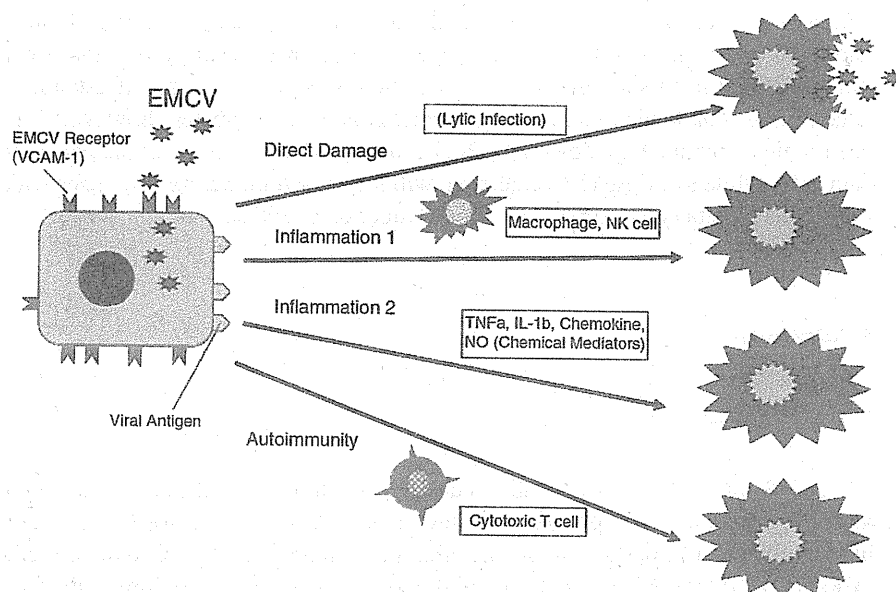 EMCV
EMCV Receptor
(VCAM-1)
(Lytic Infection)
Direct Damage
Macrophage, NK cell
Inflammation 1
Inflammation 2
TNFa, IL-1b, Chemokine,
NO (Chemical Mediators)
Viral Antigen
Autoimmunity
Cytotoxic T cell